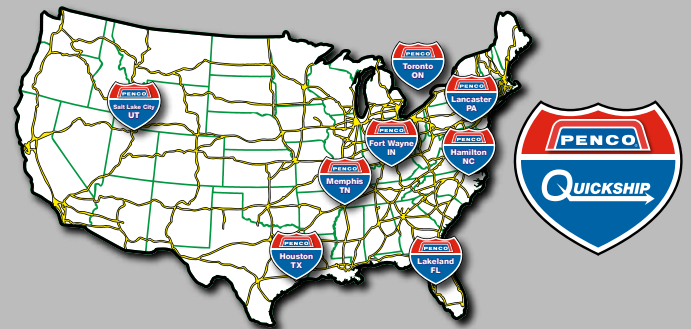 PENCO
Toronto
ON
PENCO
Salt Lake City
UT
PENCO
Lancaster
PA
PENCO
Fort Wayne
IN
PENCO
Hamilton
NC
PENCO
Memphis
TN
PENCO
Houston
TX
PENCO
Lakeland
FL
PENCO
QUICKSHIP